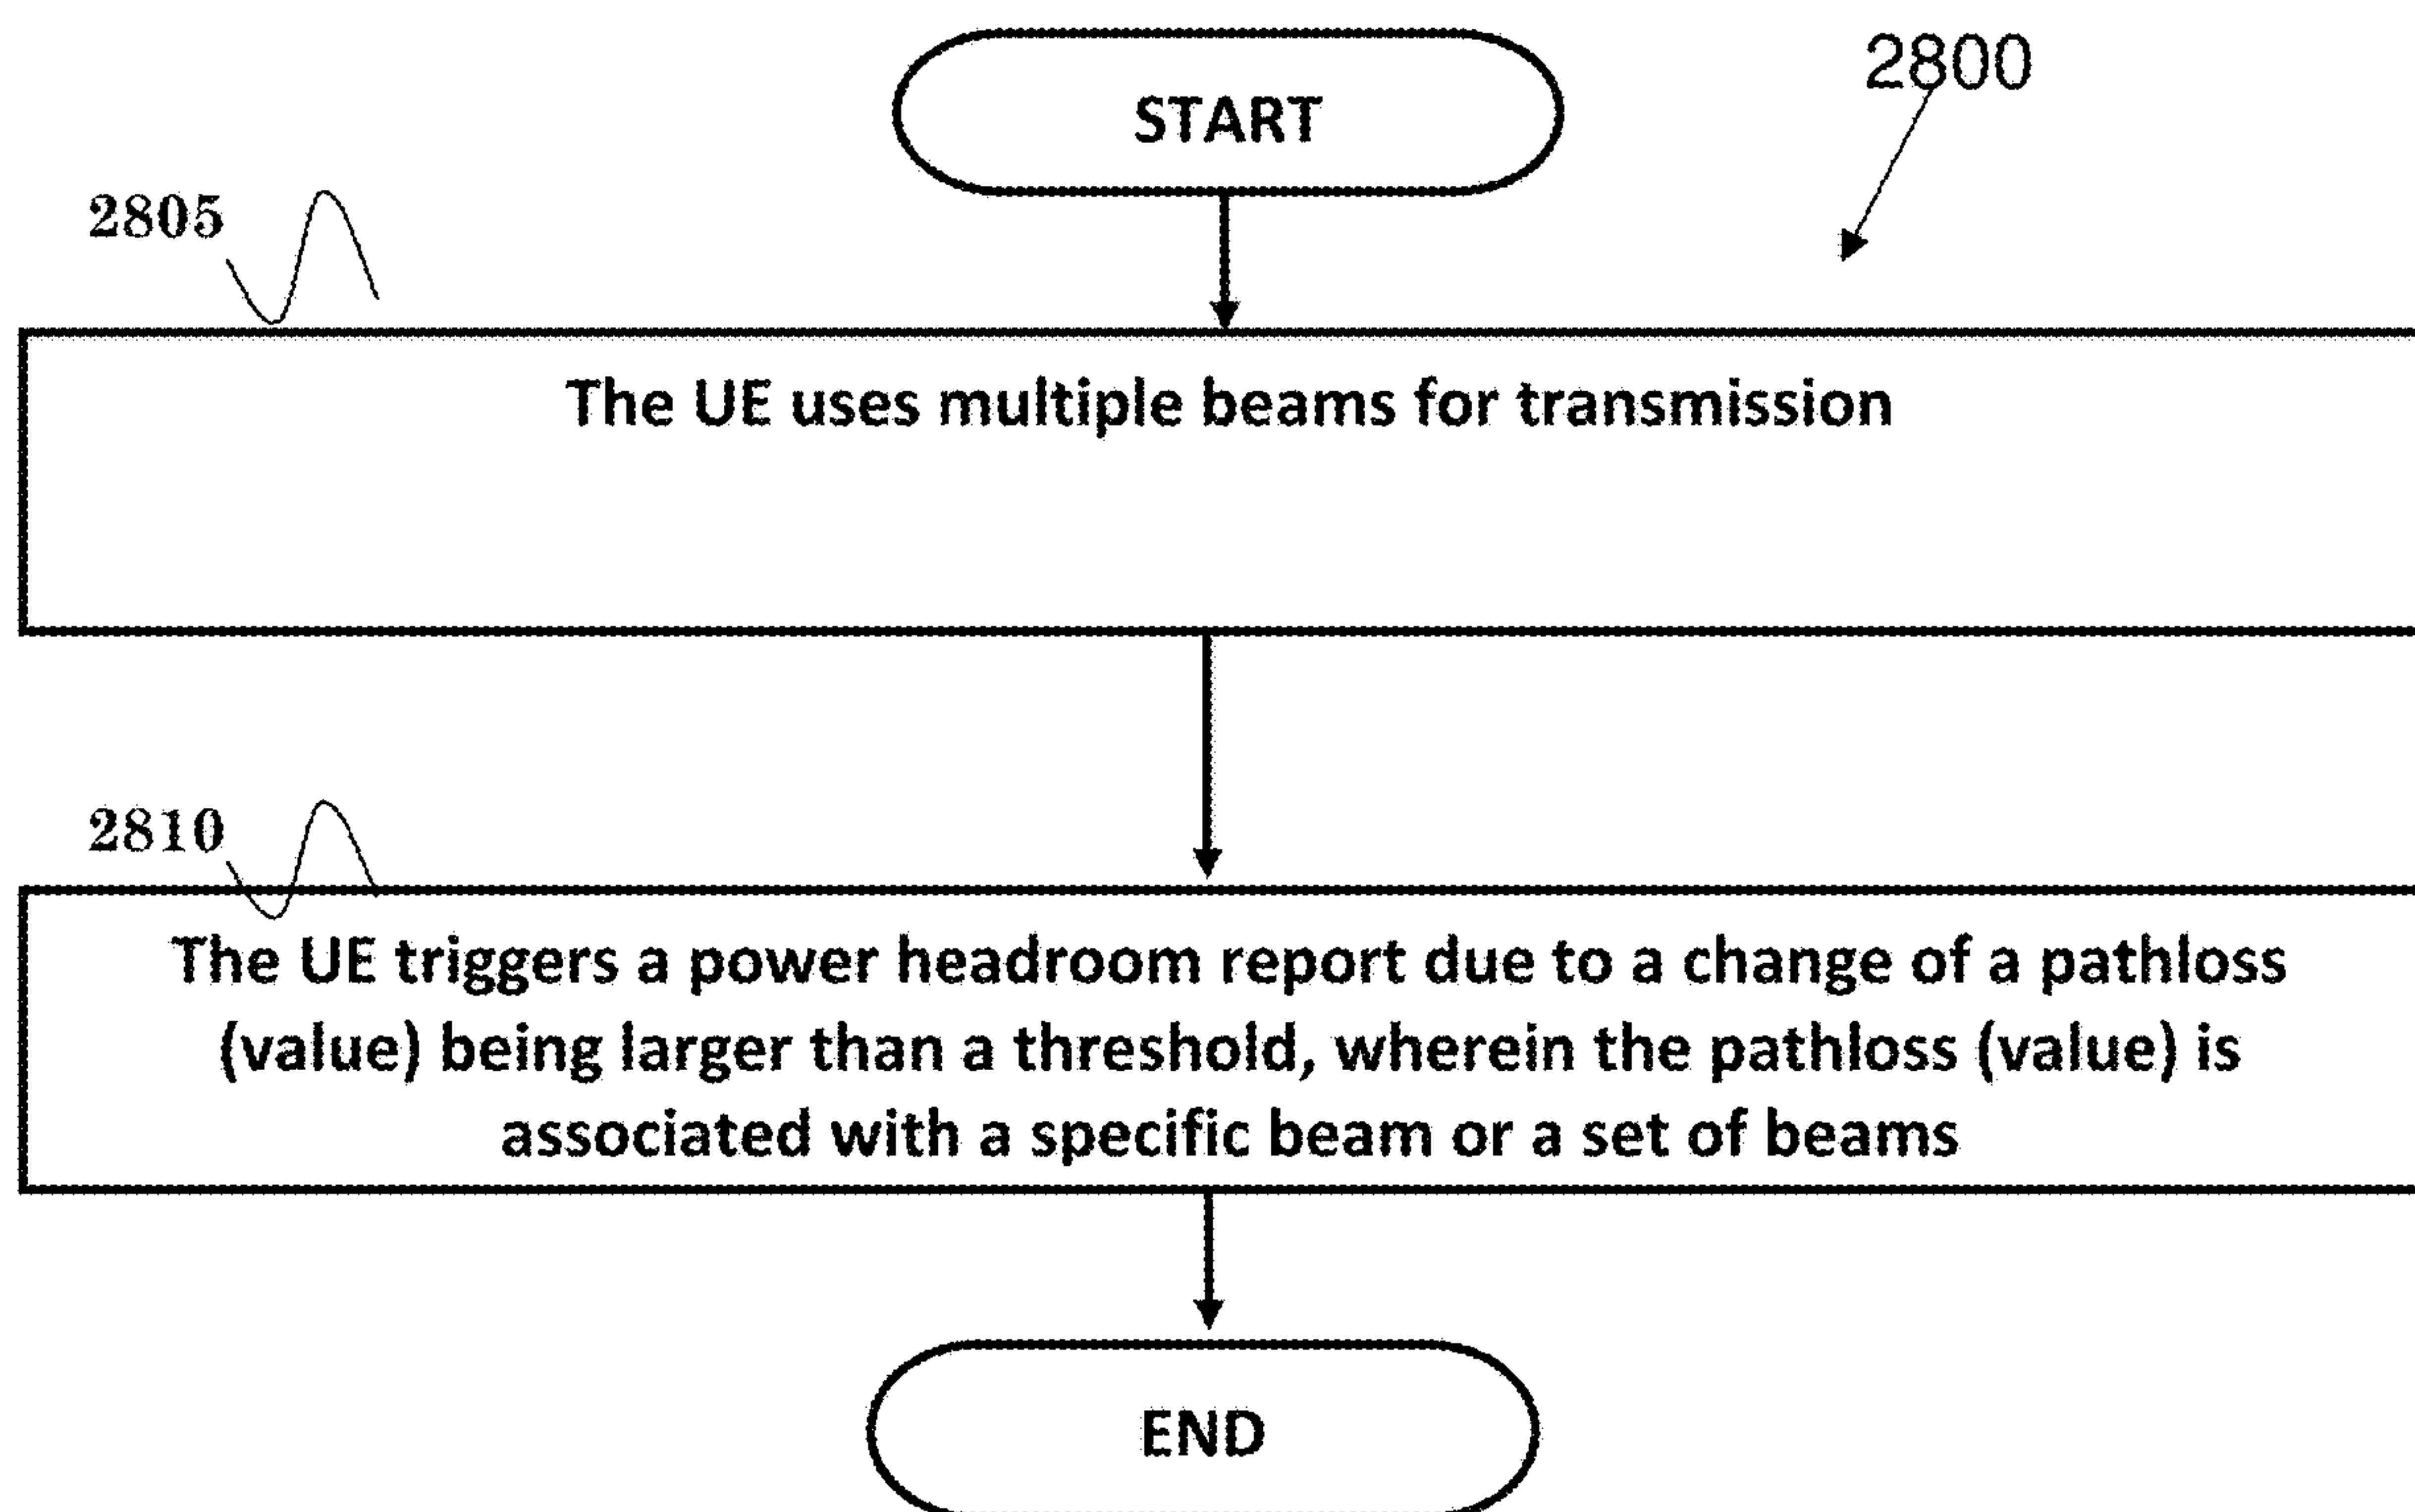 START
2800
2805
The UE uses multiple beams for transmission
2810
The UE triggers a power headroom report due to a change of a pathloss
(value) being larger than a threshold, wherein the pathloss (value) is
associated with a specific beam or a set of beams
END